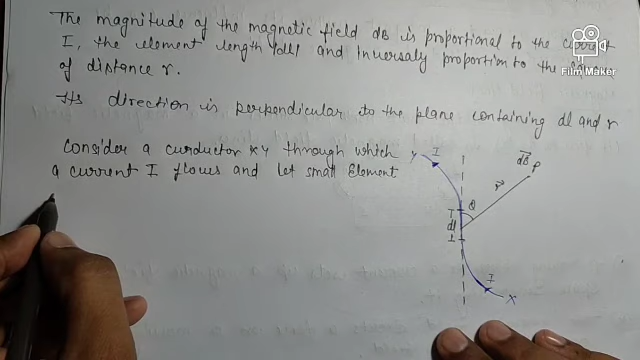 The magnitude of the magnetic field dB is proportional to the
I, the element length |dl| and Inversaly proportion to the
of distance r.
Its direction is perpendicular to the plane containing dl and r
Consider a curductor XY through which
a current I flows and let small Element
Y
I
dB
P
r
θ
dl
I
X
Film Maker